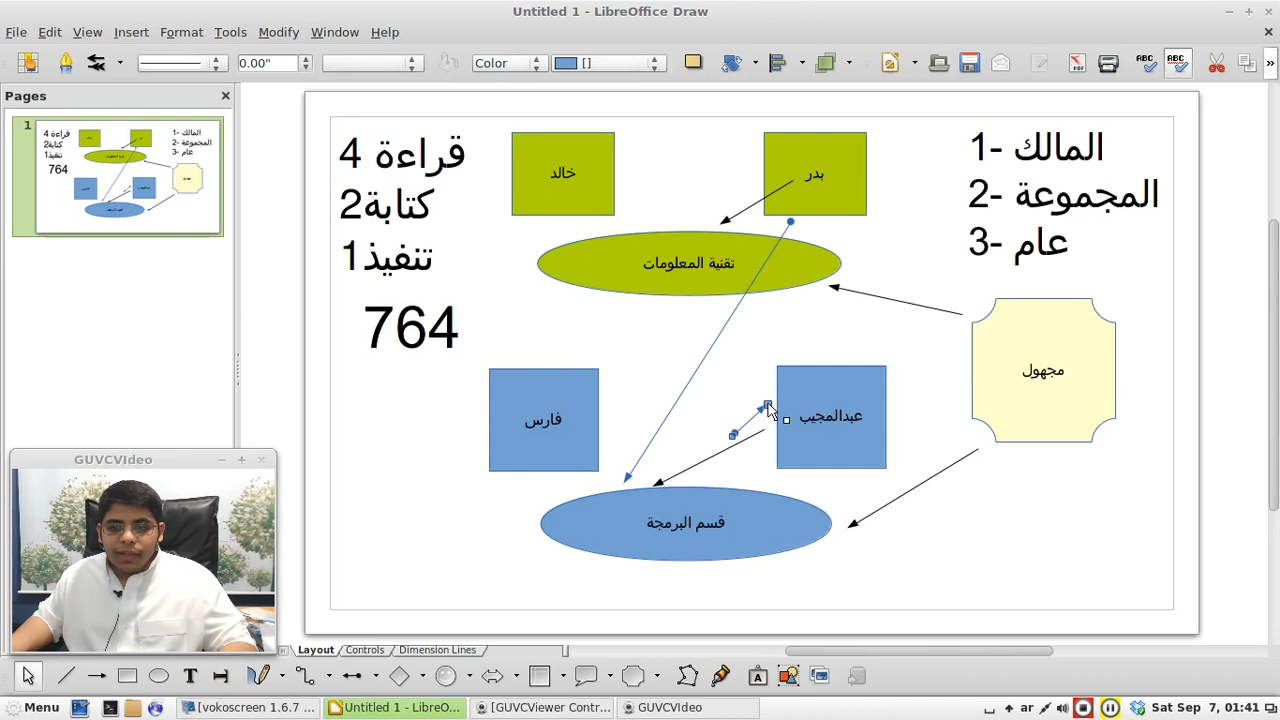 Untitled 1 - LibreOffice Draw
File Edit View Insert Format Tools Modify Window Help
0.00" Color []
Pages
1
قراءة 4
كتابة2
تنفيذ1
764
خالد
بدر
المالك -1
المجموعة -2
عام -3
تقنية المعلومات
مجهول
فارس
عبدالمجيب
قسم البرمجة
GUVCVIdeo
Layout Controls Dimension Lines
Menu [vokoscreen 1.6.7 ... Untitled 1 - LibreO... [GUVCViewer Contr... GUVCVIdeo ar Sat Sep 7, 01:41